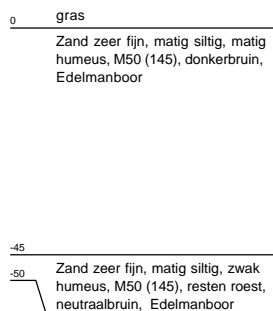 gras
0
Zand zeer fijn, matig siltig, matig
humeus, M50 (145), donkerbruin,
Edelmanboor
-45
-50
Zand zeer fijn, matig siltig, zwak
humeus, M50 (145), resten roest,
neutraalbruin, Edelmanboor